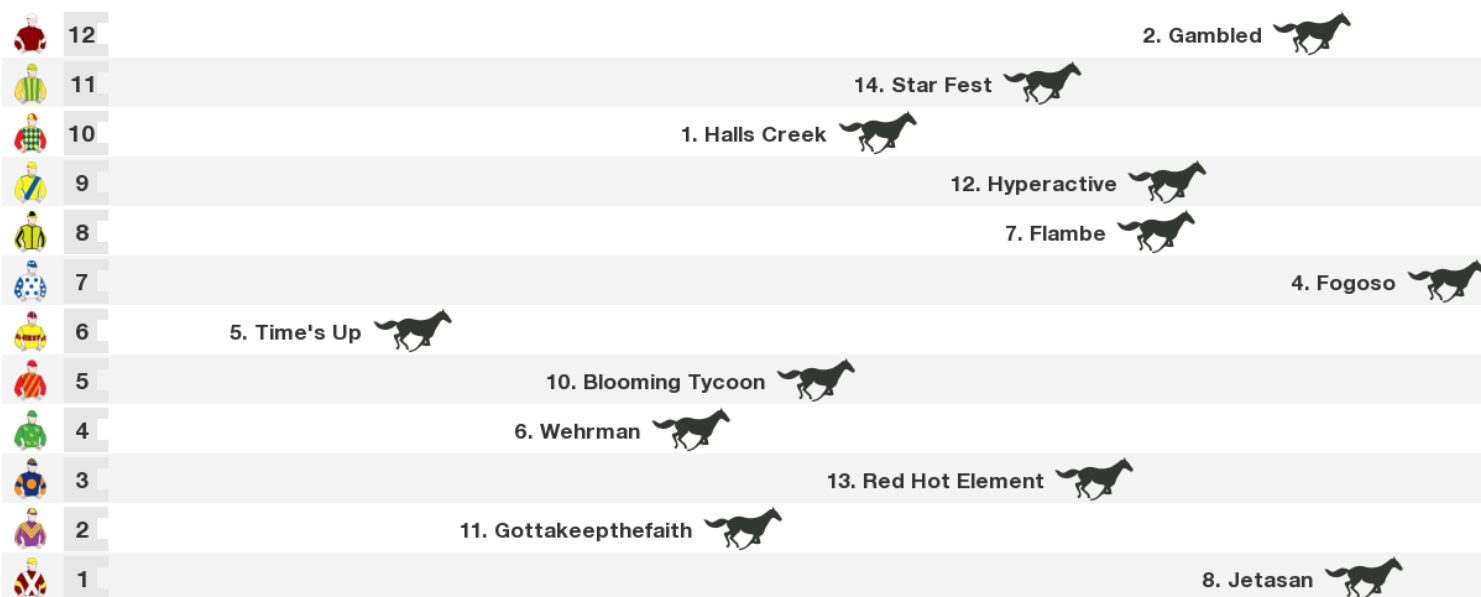 12 2. Gambled
11 14. Star Fest
10 1. Halls Creek
9 12. Hyperactive
8 7. Flambe
7 4. Fogoso
6 5. Time's Up
5 10. Blooming Tycoon
4 6. Wehrman
3 13. Red Hot Element
2 11. Gottakeepthefaith
1 8. Jetasan